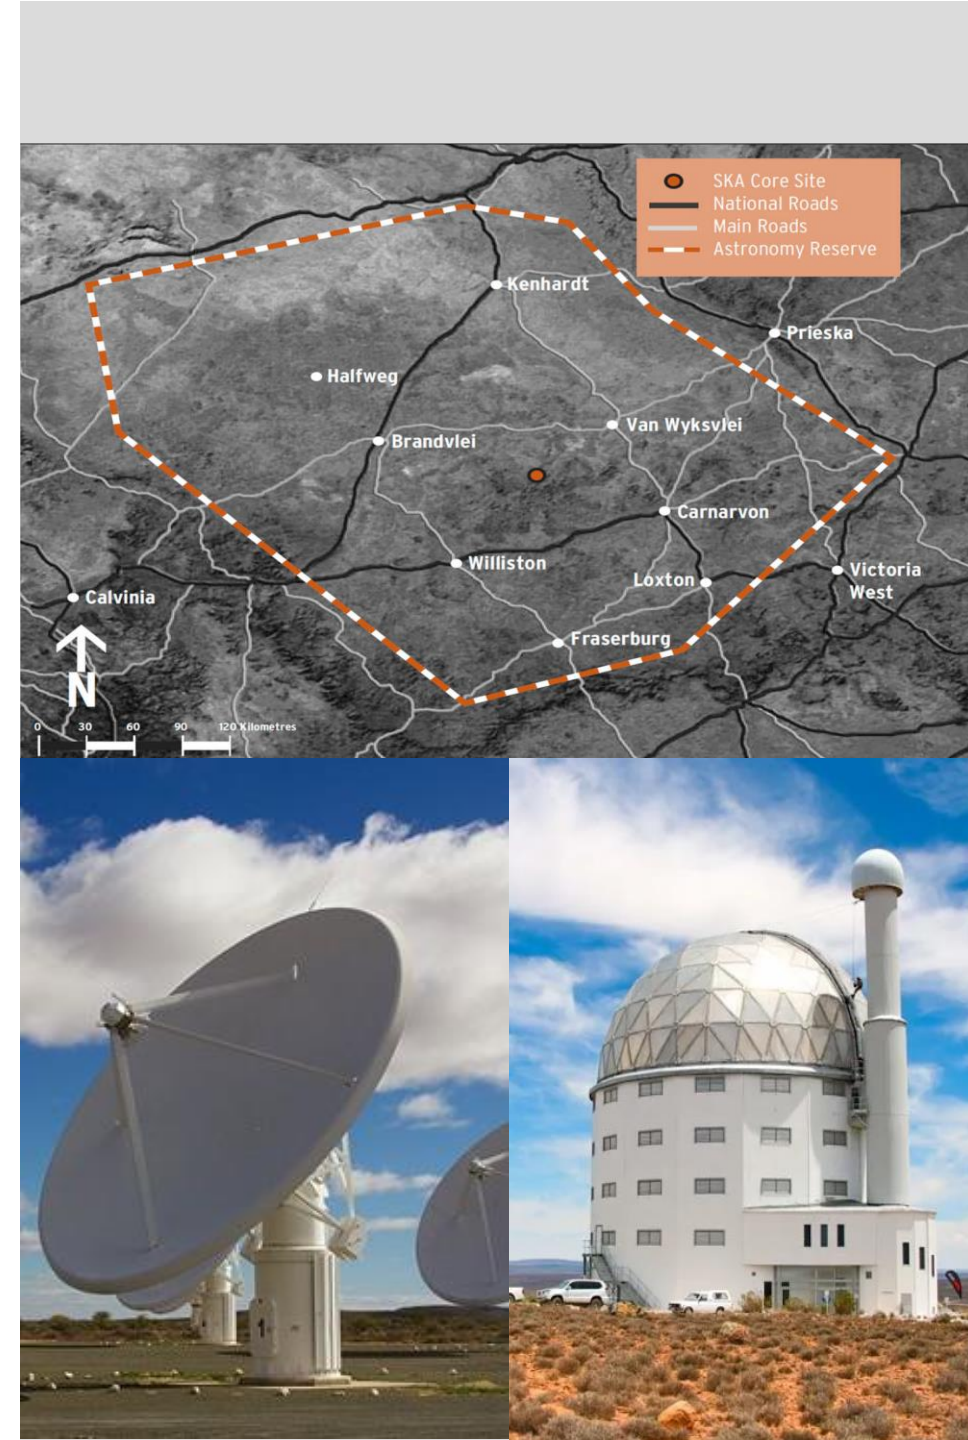 SKA Core Site
National Roads
Main Roads
Astronomy Reserve
Kenhardt
Prieska
Halfweg
Van Wyksvlei
Brandvlei
Carnarvon
Williston
Loxton
Victoria
West
Calvinia
Fraserburg
N
0 30 60 90 120 Kilometres
1